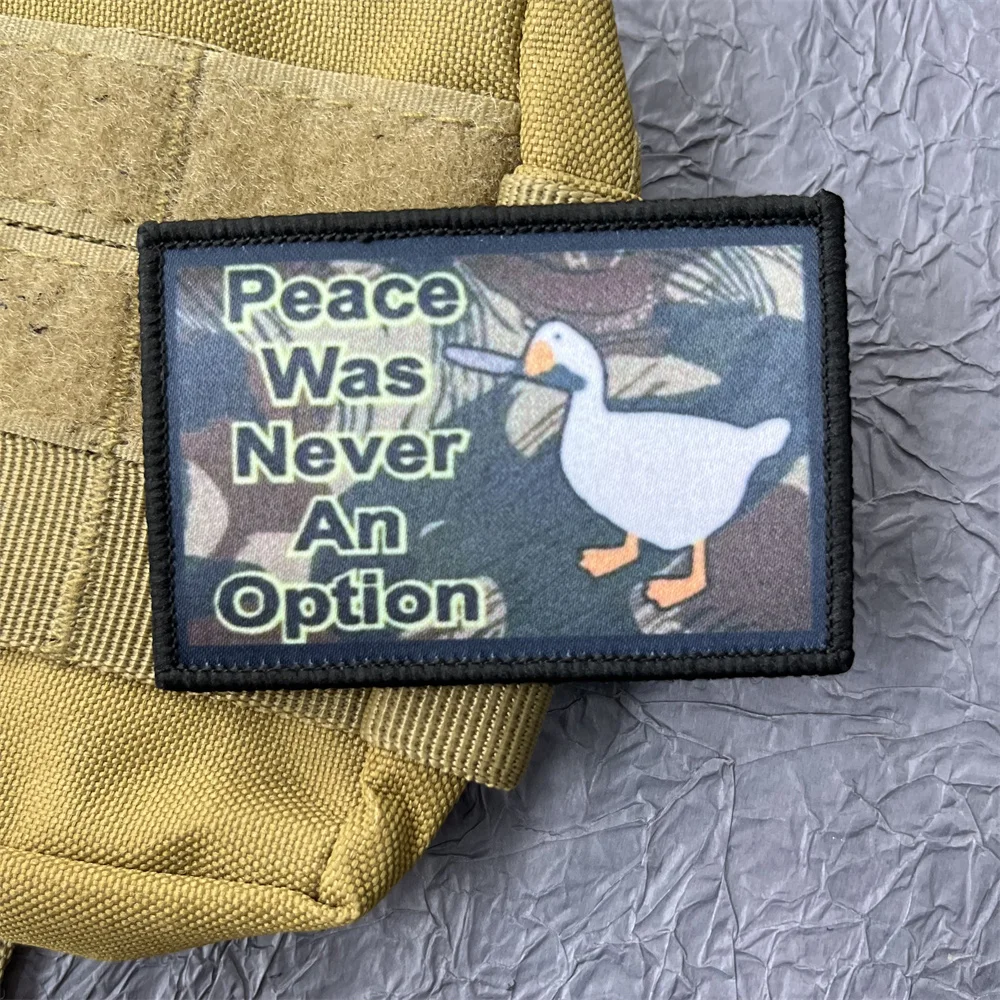 Peace
Was
Never
An
Option